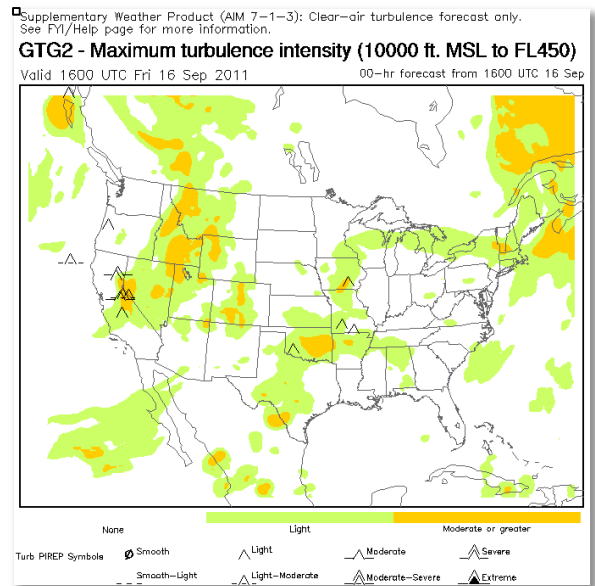 Supplementary Weather Product (AIM 7-1-3): Clear-air turbulence forecast only.
See FYI/Help page for more information.
GTG2 - Maximum turbulence intensity (10000 ft. MSL to FL450)
Valid 1600 UTC Fri 16 Sep 2011 00-hr forecast from 1600 UTC 16 Sep
None Light Moderate or greater
Turb PIREP Symbols Smooth Light Moderate Severe
Smooth-Light Light-Moderate Moderate-Severe Extreme